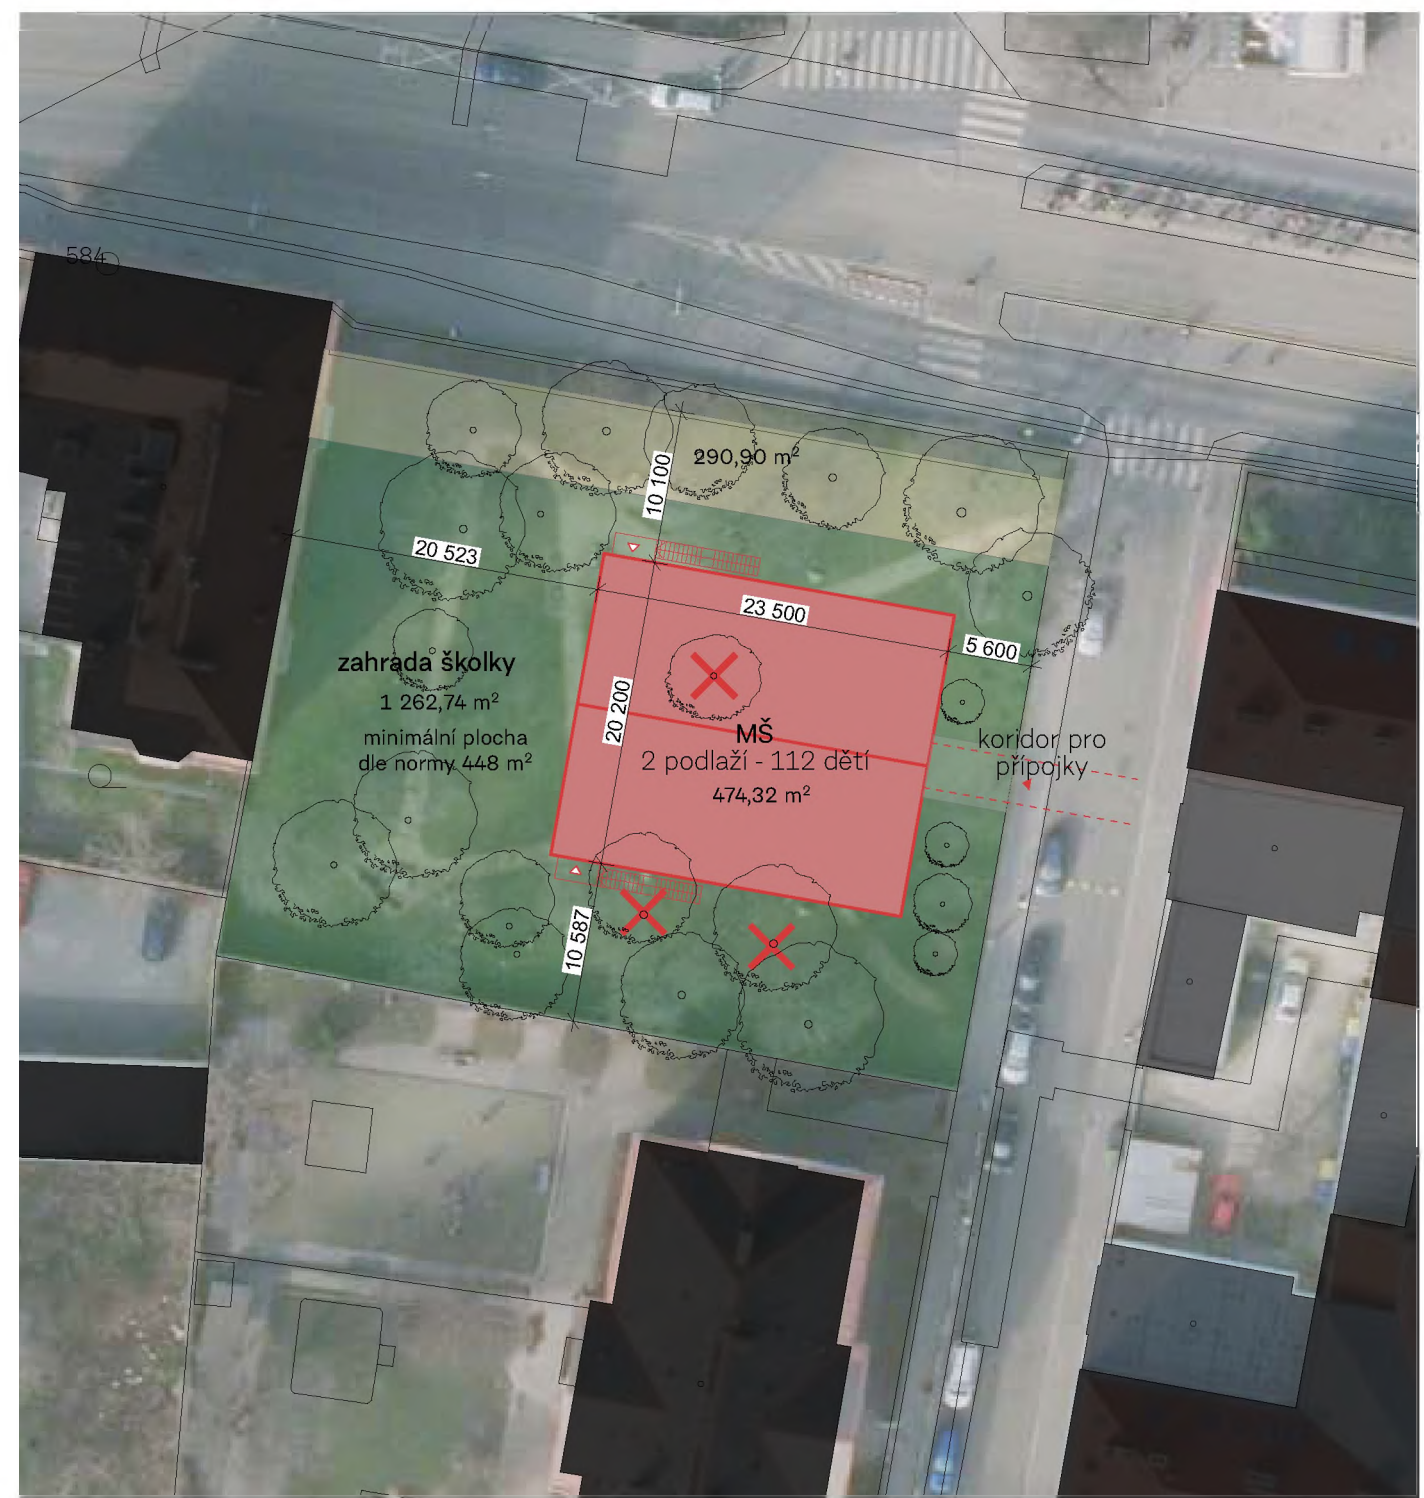 584
290,90 m²
10 100
20 523
23 500
5 600
zahrada školky
1 262,74 m²
minimální plocha
dle normy 448 m²
20 200
MŠ
2 podlaží - 112 dětí
474,32 m²
koridor pro
přípojky
10 587